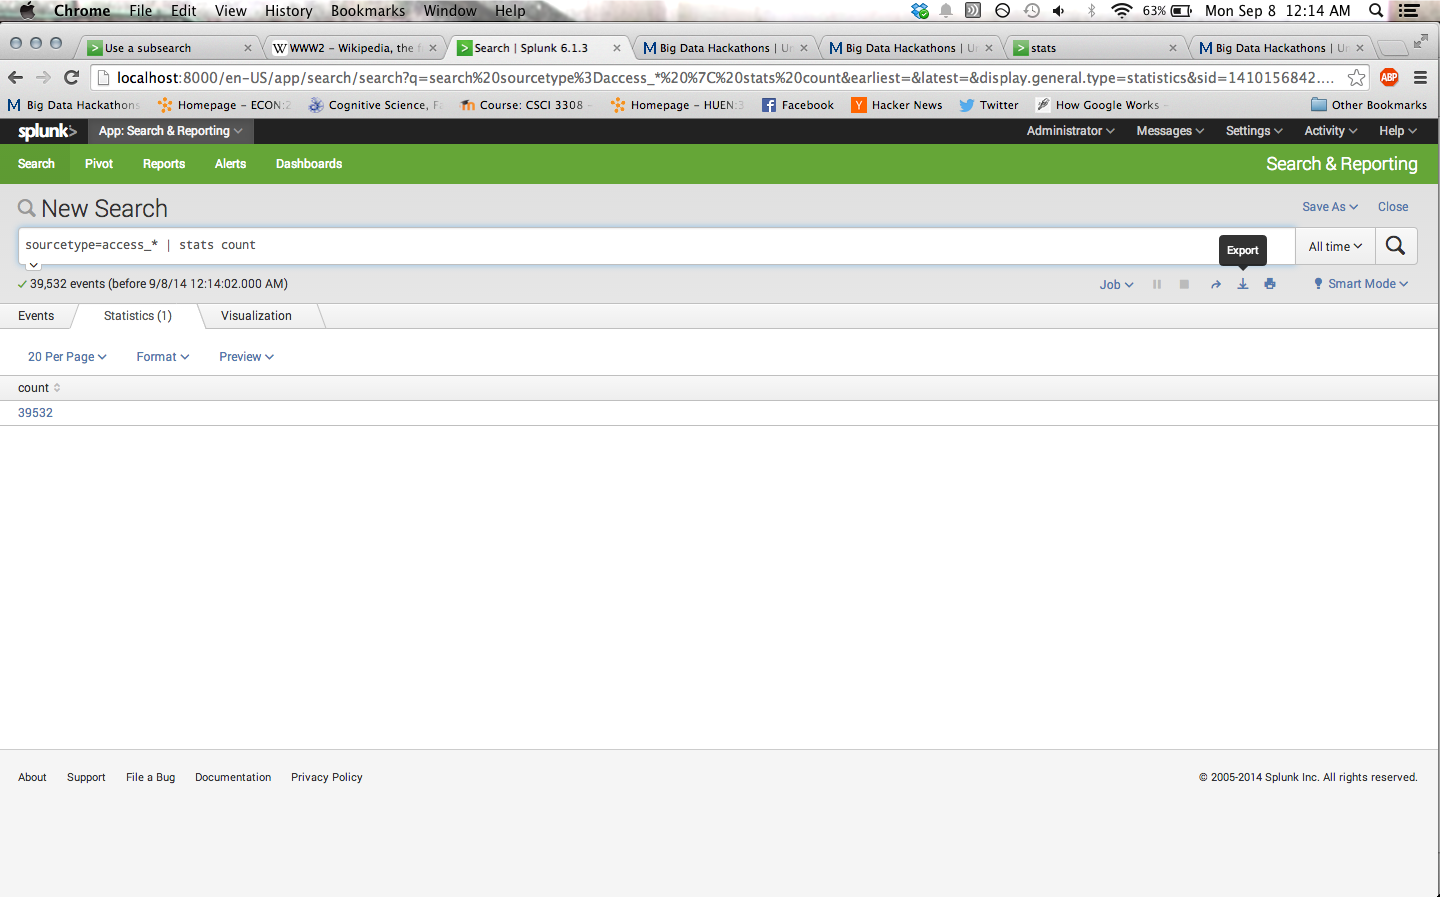 Chrome File Edit View History Bookmarks Window Help 63% Mon Sep 8 12:14 AM
Use a subsearch WWW2 – Wikipedia, the f Search | Splunk 6.1.3 Big Data Hackathons | Un Big Data Hackathons | Un stats Big Data Hackathons | Un
localhost:8000/en-US/app/search/search?q=search%20sourcetype%3Daccess_*%20%7C%20stats%20count&earliest=&latest=&display.general.type=statistics&sid=1410156842.... ABP
Big Data Hackathons Homepage – ECON:2 Cognitive Science, Fa Course: CSCI 3308 – Homepage – HUEN:3 Facebook Hacker News Twitter How Google Works – Other Bookmarks
splunk> App: Search & Reporting Administrator Messages Settings Activity Help
Search Pivot Reports Alerts Dashboards Search & Reporting
New Search Save As Close
sourcetype=access_* | stats count Export All time
39,532 events (before 9/8/14 12:14:02.000 AM) Job Smart Mode
Events Statistics (1) Visualization
20 Per Page Format Preview
count
39532
About Support File a Bug Documentation Privacy Policy © 2005-2014 Splunk Inc. All rights reserved.